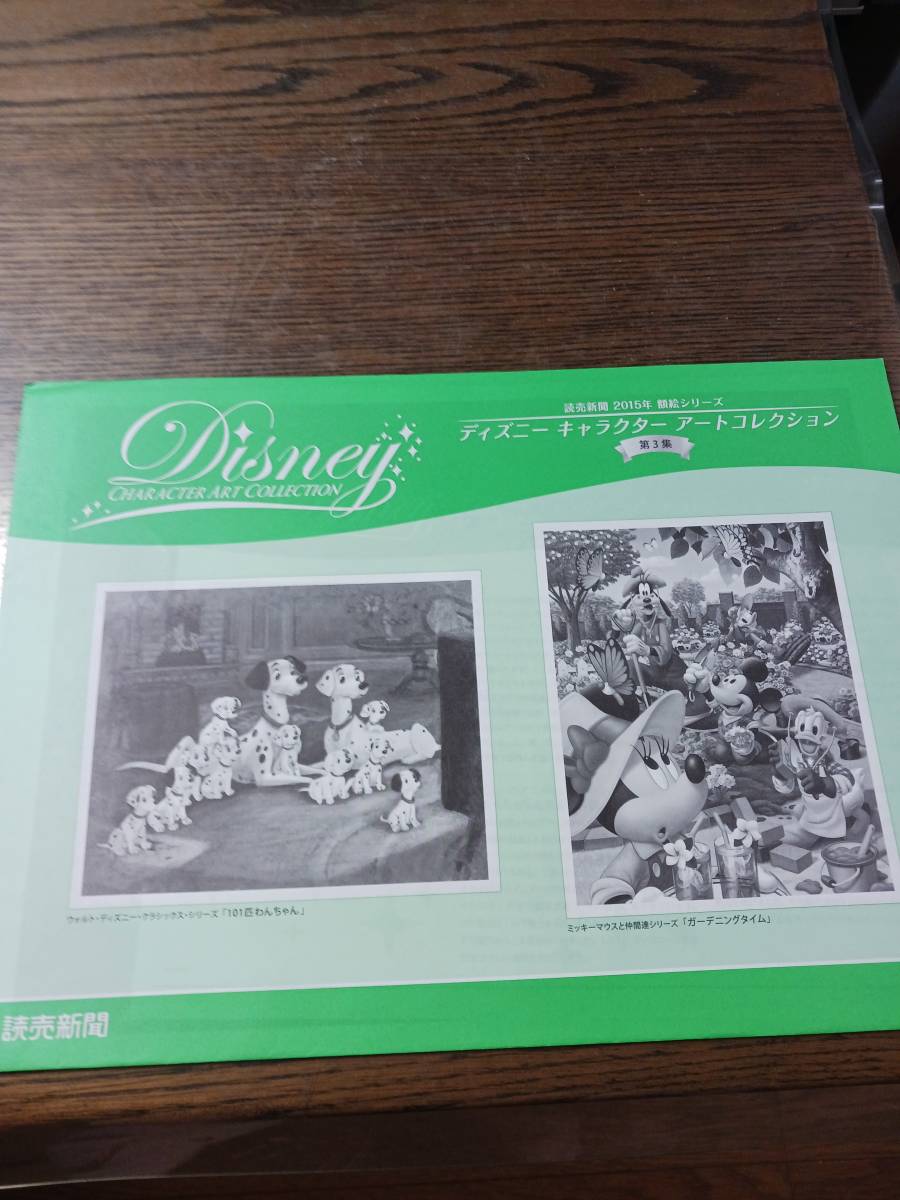 Disney
CHARACTER ART COLLECTION
読売新聞 2015年 額絵シリーズ
ディズニー キャラクター アートコレクション
第3集
ウォルト・ディズニー・クラシックス・シリーズ「101匹わんちゃん」
ミッキーマウスと仲間達シリーズ「ガーデニングタイム」
読売新聞